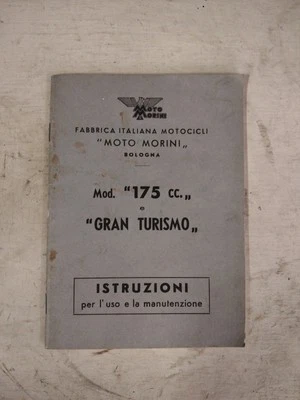 MOTO
MORINI
FABBRICA ITALIANA MOTOCICLI
"MOTO MORINI„
BOLOGNA
Mod. "175 cc.„
e
"GRAN TURISMO„
ISTRUZIONI
per l'uso e la manutenzione